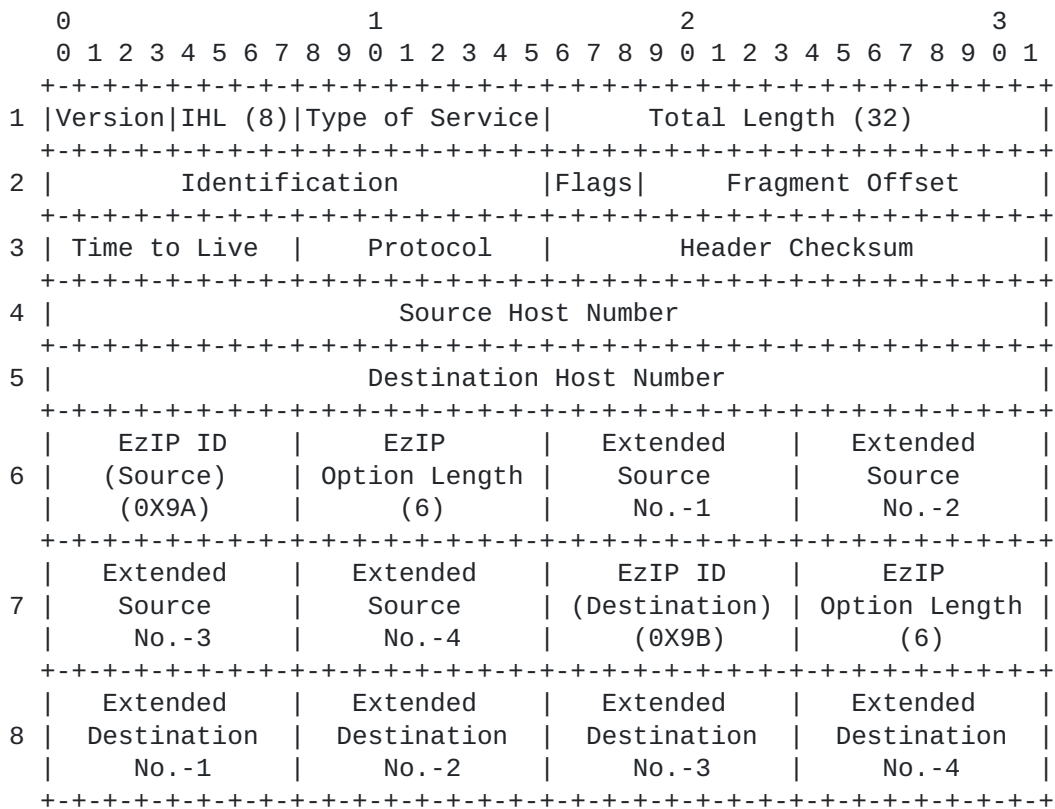 0                   1                   2                   3
    0 1 2 3 4 5 6 7 8 9 0 1 2 3 4 5 6 7 8 9 0 1 2 3 4 5 6 7 8 9 0 1
   +-+-+-+-+-+-+-+-+-+-+-+-+-+-+-+-+-+-+-+-+-+-+-+-+-+-+-+-+-+-+-+-+
 1 |Version|IHL (8)|Type of Service|      Total Length (32)        |
   +-+-+-+-+-+-+-+-+-+-+-+-+-+-+-+-+-+-+-+-+-+-+-+-+-+-+-+-+-+-+-+-+
 2 |        Identification         |Flags|     Fragment Offset     |
   +-+-+-+-+-+-+-+-+-+-+-+-+-+-+-+-+-+-+-+-+-+-+-+-+-+-+-+-+-+-+-+-+
 3 | Time to Live  |    Protocol   |        Header Checksum        |
   +-+-+-+-+-+-+-+-+-+-+-+-+-+-+-+-+-+-+-+-+-+-+-+-+-+-+-+-+-+-+-+-+
 4 |                      Source Host Number                       |
   +-+-+-+-+-+-+-+-+-+-+-+-+-+-+-+-+-+-+-+-+-+-+-+-+-+-+-+-+-+-+-+-+
 5 |                    Destination Host Number                    |
   +-+-+-+-+-+-+-+-+-+-+-+-+-+-+-+-+-+-+-+-+-+-+-+-+-+-+-+-+-+-+-+-+
   |    EzIP ID    |     EzIP      |   Extended    |   Extended    |
 6 |   (Source)    | Option Length |    Source     |    Source     |
   |    (0X9A)     |      (6)      |     No.-1     |     No.-2     |
   +-+-+-+-+-+-+-+-+-+-+-+-+-+-+-+-+-+-+-+-+-+-+-+-+-+-+-+-+-+-+-+-+
   |   Extended    |   Extended    |    EzIP ID    |     EzIP      |
 7 |    Source     |    Source     | (Destination) | Option Length |
   |     No.-3     |     No.-4     |     (0X9B)    |      (6)      |
   +-+-+-+-+-+-+-+-+-+-+-+-+-+-+-+-+-+-+-+-+-+-+-+-+-+-+-+-+-+-+-+-+
   |   Extended    |   Extended    |   Extended    |   Extended    |
 8 |  Destination  |  Destination  |  Destination  |  Destination  |
   |     No.-1     |     No.-2     |     No.-3     |     No.-4     |
   +-+-+-+-+-+-+-+-+-+-+-+-+-+-+-+-+-+-+-+-+-+-+-+-+-+-+-+-+-+-+-+-+